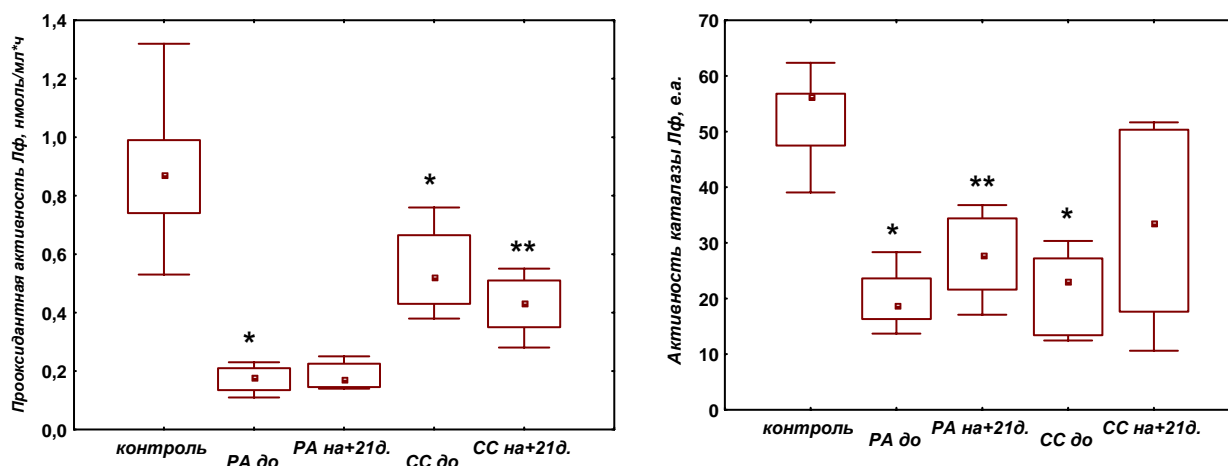 Прооксидантная активность Лф, нмоль/мл*ч
1,4
1,2
1,0
0,8
0,6
0,4
0,2
0,0
*
*
**
контроль
РА до
РА на+21д.
СС до
СС на+21д.
Активность каталазы Лф, е.а.
70
60
50
40
30
20
10
0
*
**
*
контроль
РА до
РА на+21д.
СС до
СС на+21д.